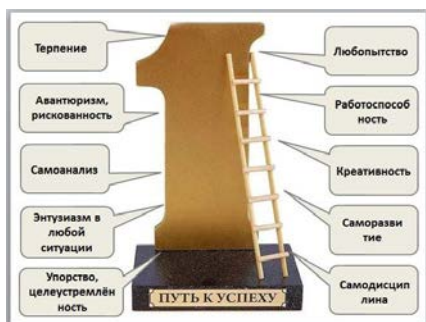 Терпение
Авантюризм,
рискованность
Самоанализ
Энтузиазм в
любой
ситуации
Упорство,
целеустремлён
ность
Любопытство
Работоспособ
ность
Креативность
Саморазви
тие
Самодисцип
лина
ПУТЬ К УСПЕХУ